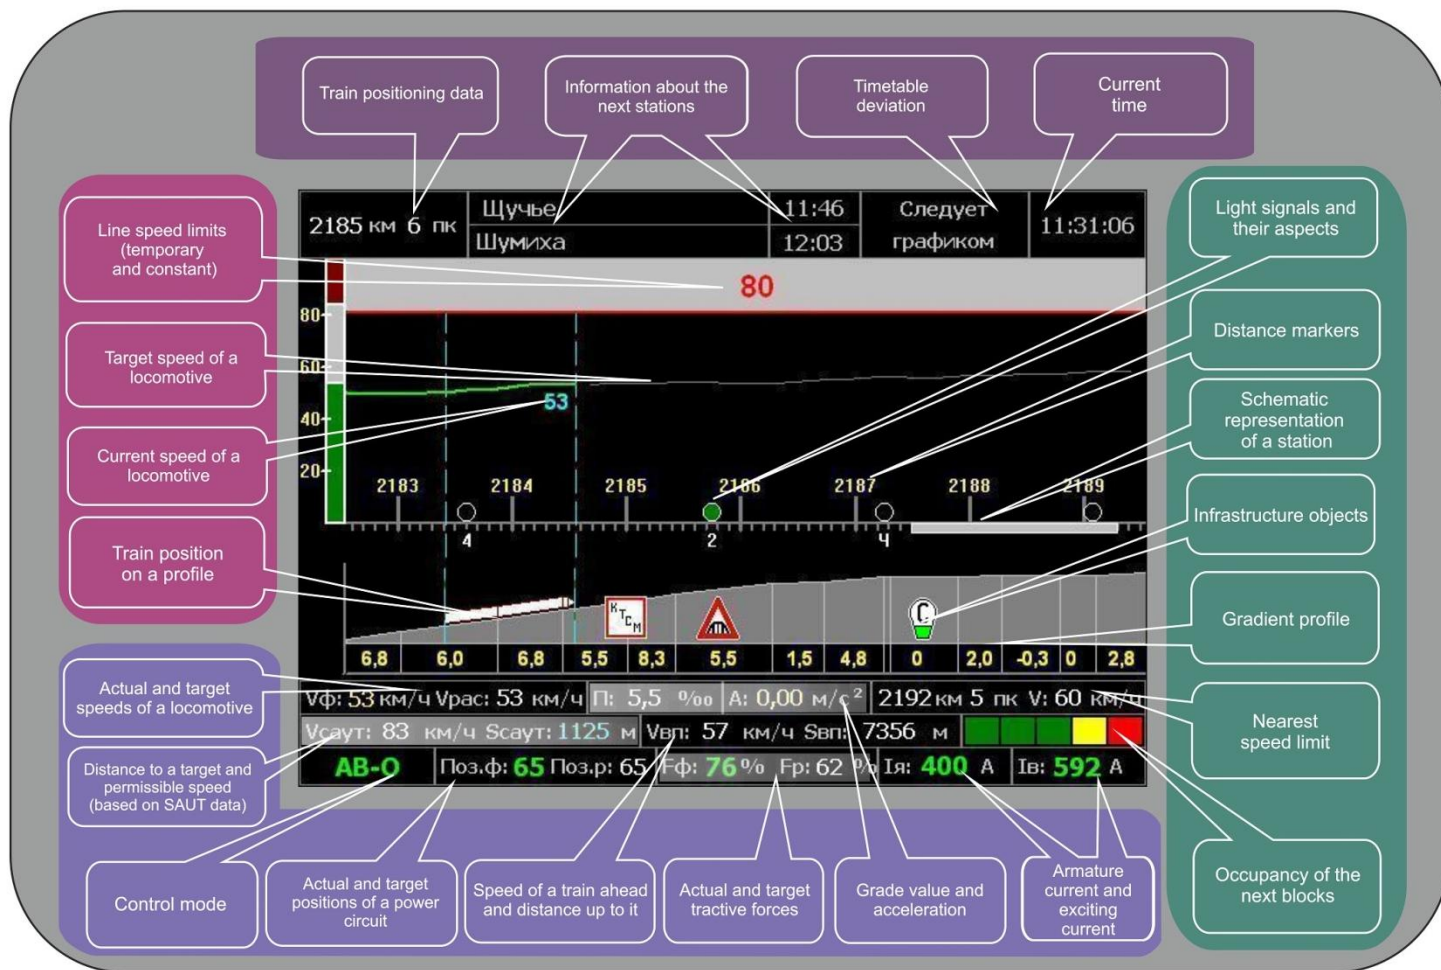 Train positioning data
Information about the
next stations
Timetable
deviation
Current
time
Line speed limits
(temporary
and constant)
Target speed of a
locomotive
Current speed of a
locomotive
Train position
on a profile
2185 км 6 пк
Щучье
11:46
Шумиха
12:03
Следует
графиком
11:31:06
80
80
60
40
20
53
2183
2184
2185
2186
2187
2188
2189
4
2
Ч
К
Т
С
М
С
6,8
6,0
6,8
5,5
8,3
5,5
1,5
4,8
0
2,0
-0,3
0
2,8
Light signals and
their aspects
Distance markers
Schematic
representation
of a station
Infrastructure objects
Gradient profile
Nearest
speed limit
Occupancy of the
next blocks
Vф: 53 км/ч Vрас: 53 км/ч П: 5,5 ‰ А: 0,00 м/с² 2192 км 5 пк V: 60 км/ч
Vсаут: 83 км/ч Sсаут: 1125 м Vвп: 57 км/ч Sвп: 7356 м
АВ-О Поз.ф: 65 Поз.р: 65 Fф: 76 % Fр: 62 % Iя: 400 А Iв: 592 А
Actual and target
speeds of a locomotive
Distance to a target and
permissible speed
(based on SAUT data)
Control mode
Actual and target
positions of a power
circuit
Speed of a train ahead
and distance up to it
Actual and target
tractive forces
Grade value and
acceleration
Armature
current and
exciting
current